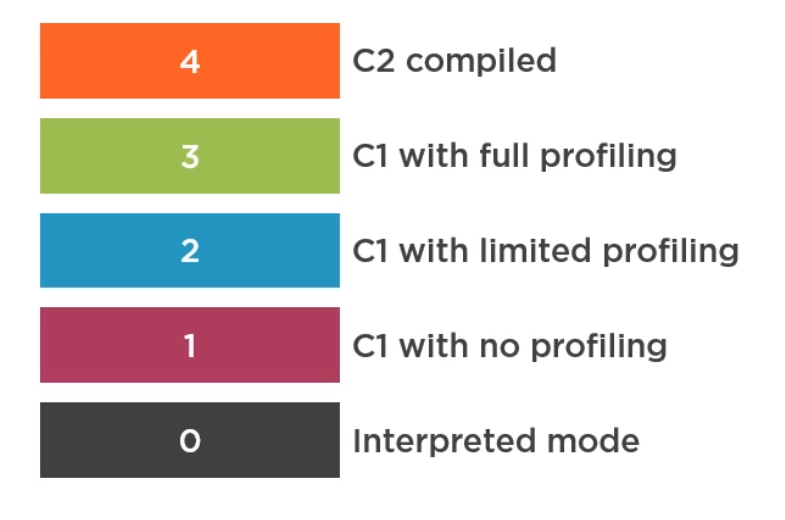 4 C2 compiled
3 C1 with full profiling
2 C1 with limited profiling
1 C1 with no profiling
0 Interpreted mode